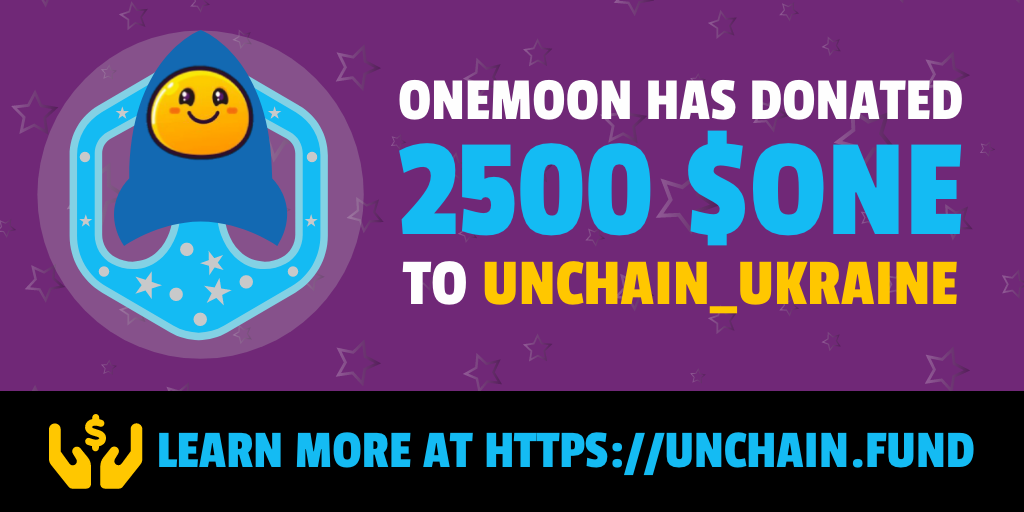 ONEMOON HAS DONATED
2500 $ONE
TO UNCHAIN_UKRAINE
$
LEARN MORE AT HTTPS://UNCHAIN.FUND